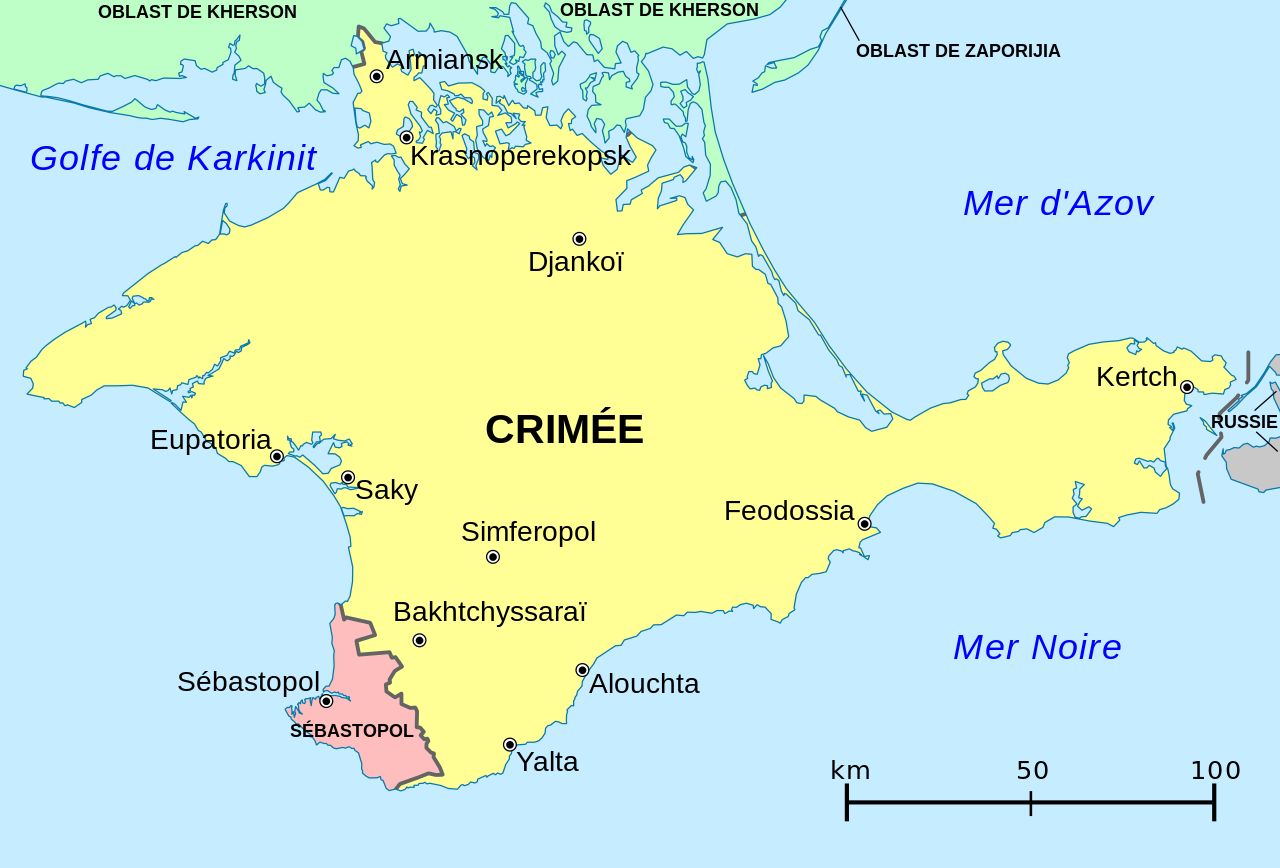 OBLAST DE KHERSON
OBLAST DE KHERSON
OBLAST DE ZAPORIJIA
Armiansk
Golfe de Karkinit
Krasnoperekopsk
Mer d'Azov
Djankoï
Kertch
RUSSIE
CRIMÉE
Eupatoria
Saky
Feodossia
Simferopol
Bakhtchyssaraï
Mer Noire
Sébastopol
Alouchta
SÉBASTOPOL
Yalta
km 50 100